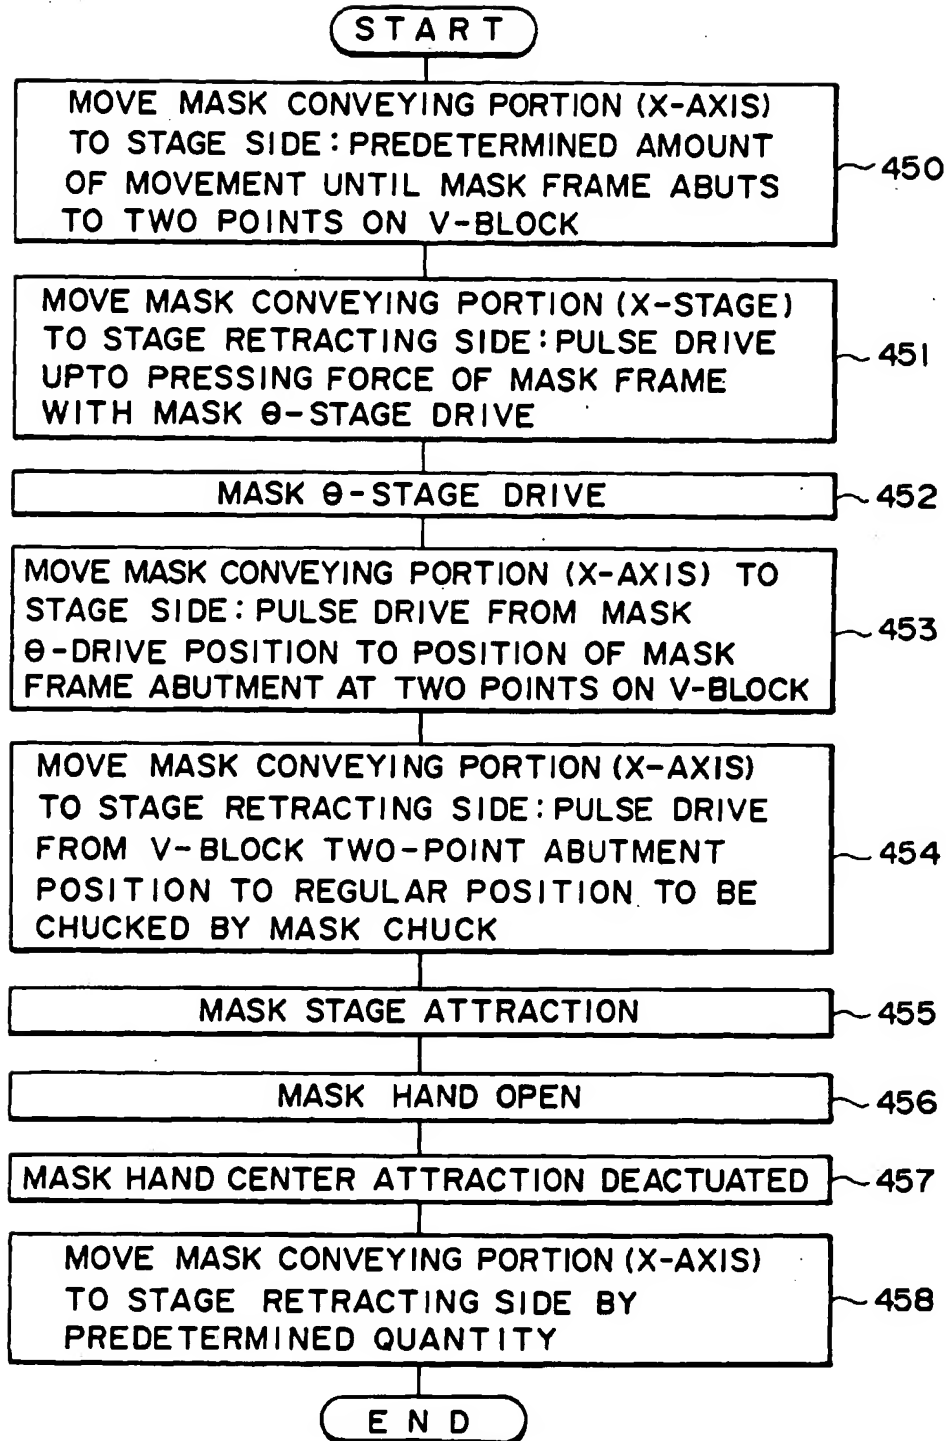 START
MOVE MASK CONVEYING PORTION (X-AXIS)
TO STAGE SIDE: PREDETERMINED AMOUNT
OF MOVEMENT UNTIL MASK FRAME ABUTS
TO TWO POINTS ON V-BLOCK
450
MOVE MASK CONVEYING PORTION (X-STAGE)
TO STAGE RETRACTING SIDE: PULSE DRIVE
UPTO PRESSING FORCE OF MASK FRAME
WITH MASK θ-STAGE DRIVE
451
MASK θ-STAGE DRIVE
452
MOVE MASK CONVEYING PORTION (X-AXIS) TO
STAGE SIDE: PULSE DRIVE FROM MASK
θ-DRIVE POSITION TO POSITION OF MASK
FRAME ABUTMENT AT TWO POINTS ON V-BLOCK
453
MOVE MASK CONVEYING PORTION (X-AXIS)
TO STAGE RETRACTING SIDE: PULSE DRIVE
FROM V-BLOCK TWO-POINT ABUTMENT
POSITION TO REGULAR POSITION TO BE
CHUCKED BY MASK CHUCK
454
MASK STAGE ATTRACTION
455
MASK HAND OPEN
456
MASK HAND CENTER ATTRACTION DEACTUATED
457
MOVE MASK CONVEYING PORTION (X-AXIS)
TO STAGE RETRACTING SIDE BY
PREDETERMINED QUANTITY
458
END